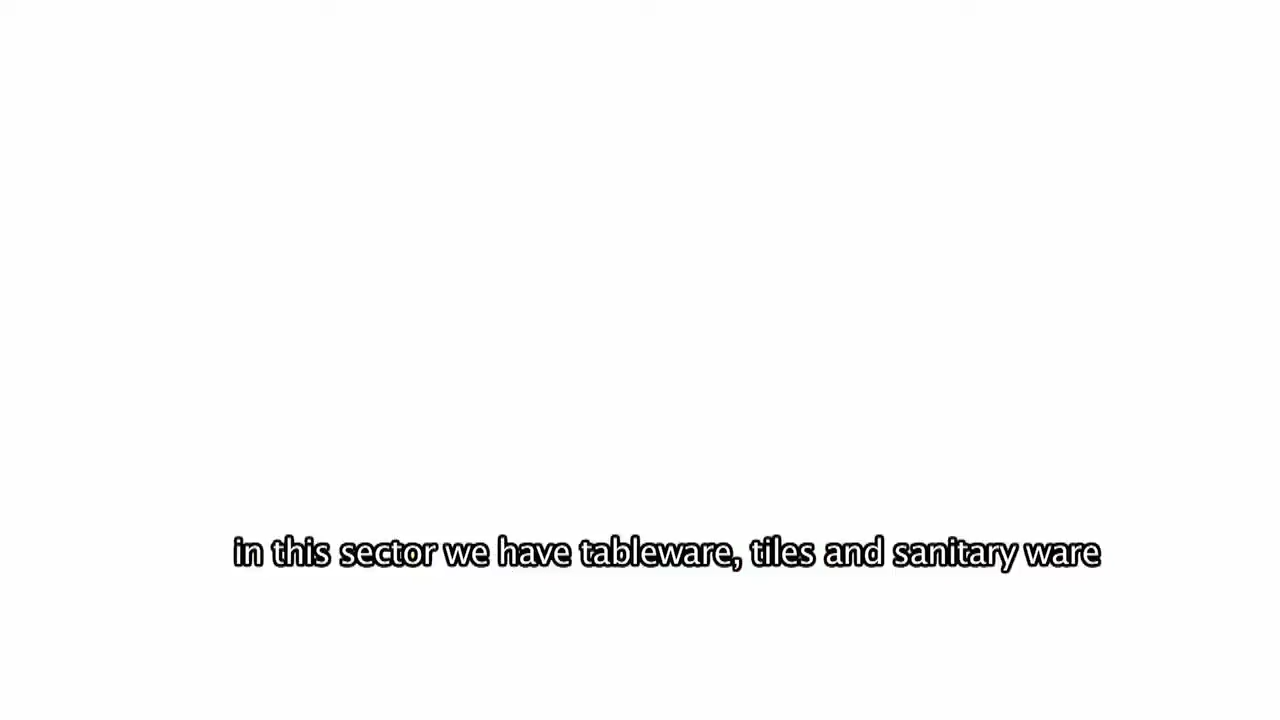 in this sector we have tableware, tiles and sanitary ware